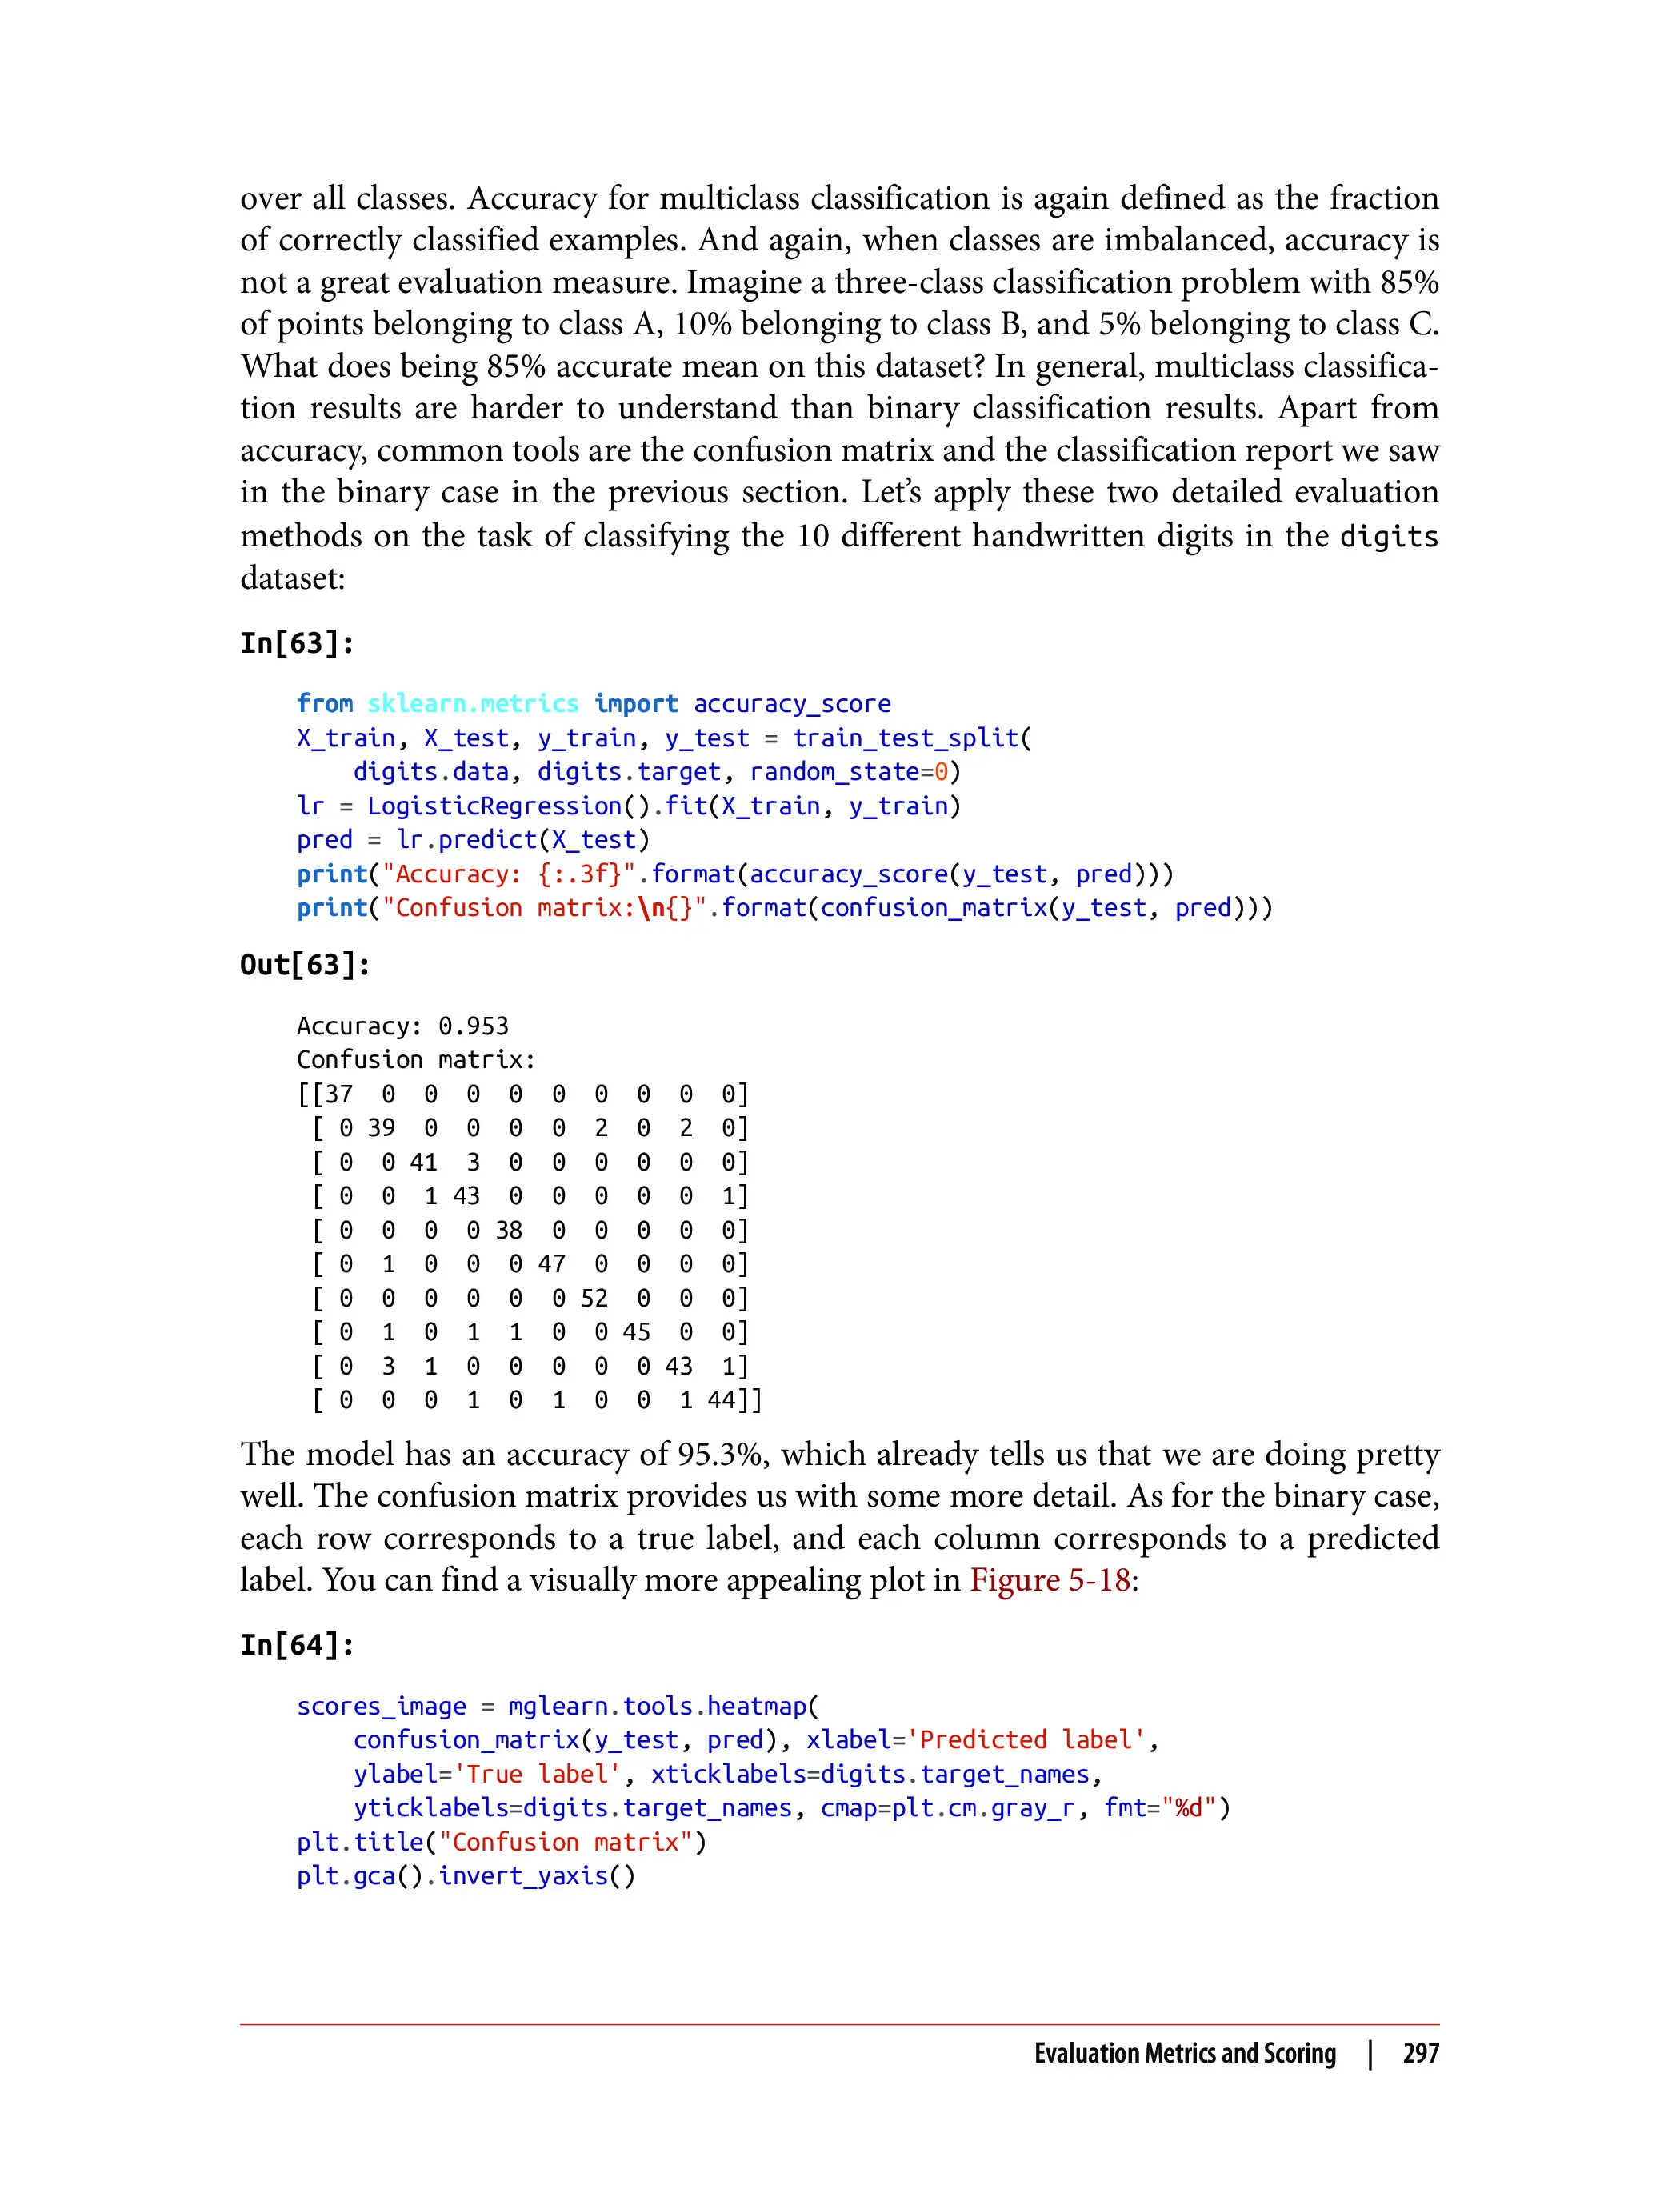 over all classes. Accuracy for multiclass classification is again defined as the fraction
of correctly classified examples. And again, when classes are imbalanced, accuracy is
not a great evaluation measure. Imagine a three-class classification problem with 85%
of points belonging to class A, 10% belonging to class B, and 5% belonging to class C.
What does being 85% accurate mean on this dataset? In general, multiclass classifica-
tion results are harder to understand than binary classification results. Apart from
accuracy, common tools are the confusion matrix and the classification report we saw
in the binary case in the previous section. Let’s apply these two detailed evaluation
methods on the task of classifying the 10 different handwritten digits in the digits
dataset:
In[63]:
from sklearn.metrics import accuracy_score
X_train, X_test, y_train, y_test = train_test_split(
    digits.data, digits.target, random_state=0)
lr = LogisticRegression().fit(X_train, y_train)
pred = lr.predict(X_test)
print("Accuracy: {:.3f}".format(accuracy_score(y_test, pred)))
print("Confusion matrix:\n{}".format(confusion_matrix(y_test, pred)))
Out[63]:
Accuracy: 0.953
Confusion matrix:
[[37  0  0  0  0  0  0  0  0  0]
 [ 0 39  0  0  0  0  2  0  2  0]
 [ 0  0 41  3  0  0  0  0  0  0]
 [ 0  0  1 43  0  0  0  0  0  1]
 [ 0  0  0  0 38  0  0  0  0  0]
 [ 0  1  0  0  0 47  0  0  0  0]
 [ 0  0  0  0  0  0 52  0  0  0]
 [ 0  1  0  1  1  0  0 45  0  0]
 [ 0  3  1  0  0  0  0  0 43  1]
 [ 0  0  0  1  0  1  0  0  1 44]]
The model has an accuracy of 95.3%, which already tells us that we are doing pretty
well. The confusion matrix provides us with some more detail. As for the binary case,
each row corresponds to a true label, and each column corresponds to a predicted
label. You can find a visually more appealing plot in Figure 5-18:
In[64]:
scores_image = mglearn.tools.heatmap(
    confusion_matrix(y_test, pred), xlabel='Predicted label',
    ylabel='True label', xticklabels=digits.target_names,
    yticklabels=digits.target_names, cmap=plt.cm.gray_r, fmt="%d")
plt.title("Confusion matrix")
plt.gca().invert_yaxis()
Evaluation Metrics and Scoring | 297